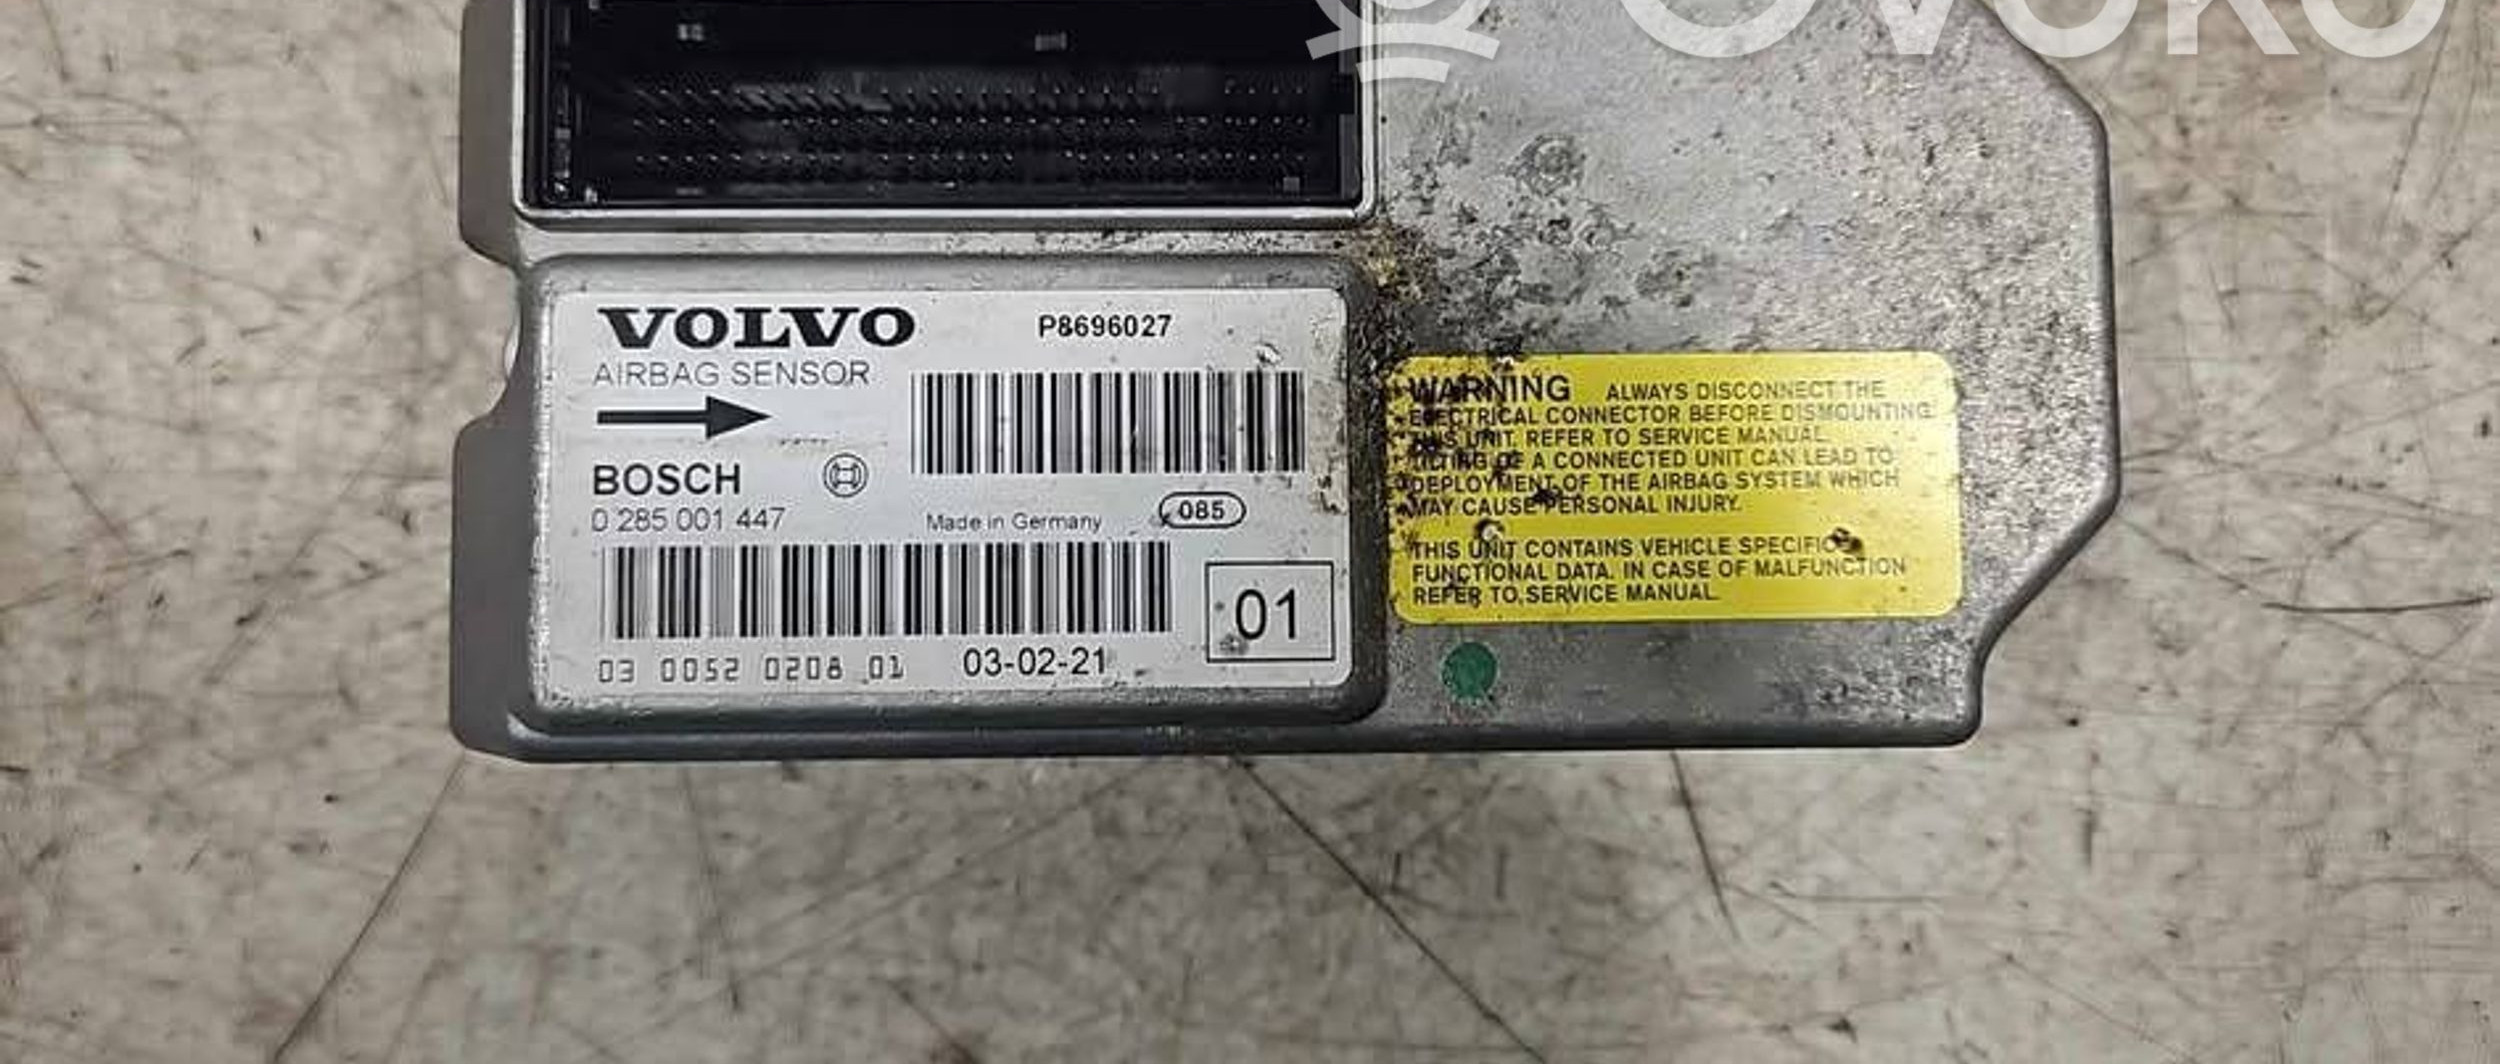 OVOKO
VOLVO P8696027
AIRBAG SENSOR
BOSCH
0 285 001 447 Made in Germany 085
01
03 0052 0208 01 03-02-21
WARNING ALWAYS DISCONNECT THE
ELECTRICAL CONNECTOR BEFORE DISMOUNTING
THIS UNIT. REFER TO SERVICE MANUAL.
TILTING OF A CONNECTED UNIT CAN LEAD TO
DEPLOYMENT OF THE AIRBAG SYSTEM WHICH
MAY CAUSE PERSONAL INJURY.
THIS UNIT CONTAINS VEHICLE SPECIFIC
FUNCTIONAL DATA. IN CASE OF MALFUNCTION
REFER TO SERVICE MANUAL.